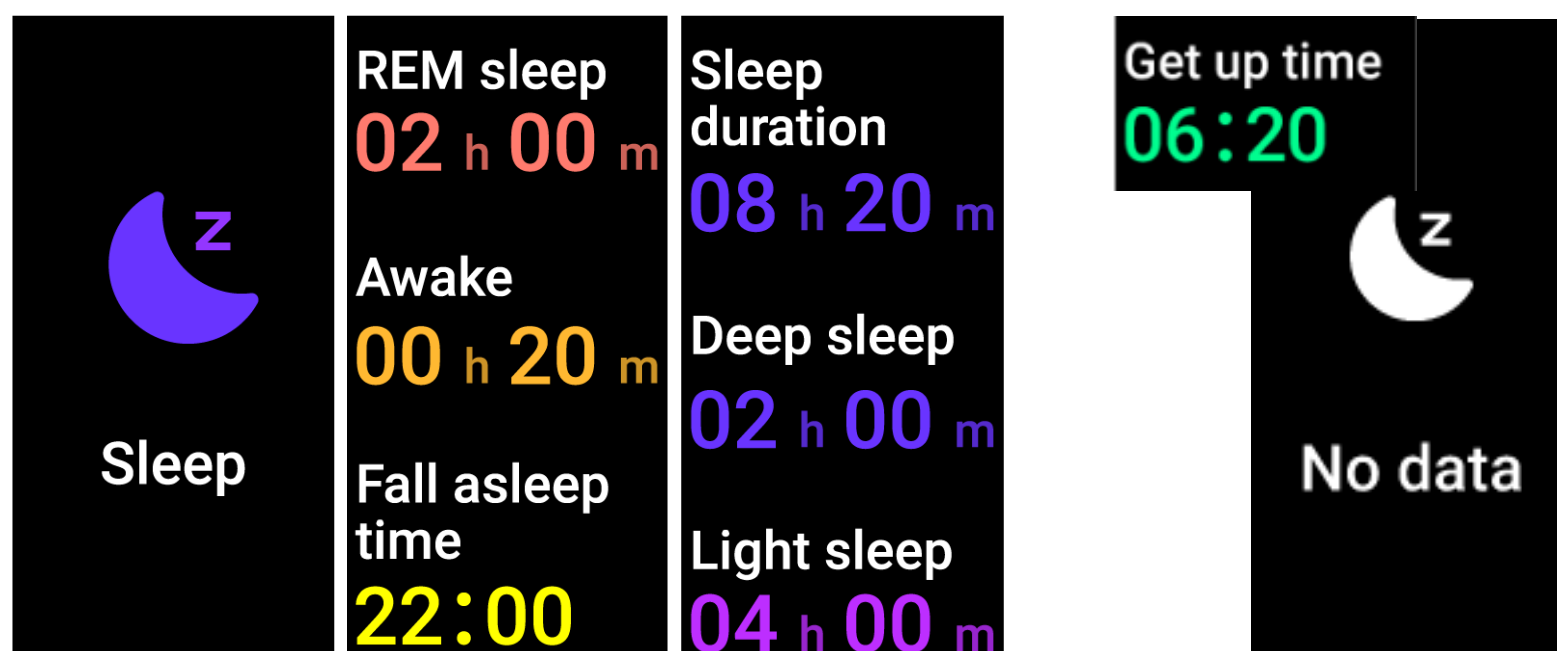 z
Sleep
REM sleep
02 h 00 m
Awake
00 h 20 m
Fall asleep
time
22:00
Sleep
duration
08 h 20 m
Deep sleep
02 h 00 m
Light sleep
04 h 00 m
Get up time
06:20
z
No data